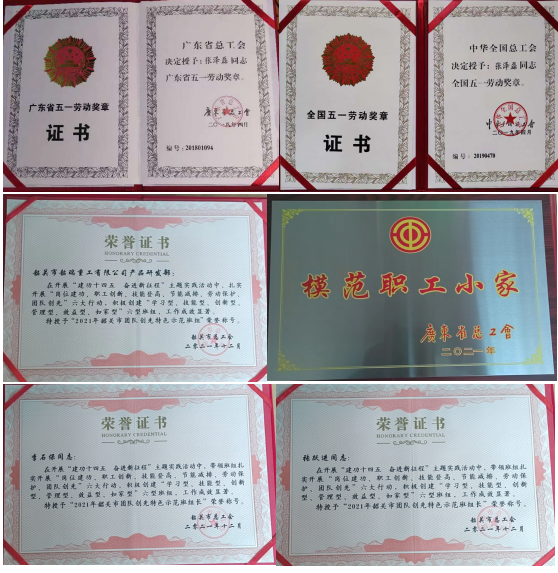 广东省五一劳动奖章
证书
广东省总工会
决定授予:张泽磊同志
广东省五一劳动奖章。
廣東省总工會
二〇一八年四月
编号:201801094
全国五一劳动奖章
证书
中华全国总工会
决定授予:张泽磊同志
全国五一劳动奖章。
二〇一九年四月
编号:20190470
荣誉证书
HONORARY CREDENTIAL
韶关市韶瑞重工有限公司产品研发部:
在开展“建功十四五 奋进新征程”主题实践活动中,扎实
开展“岗位建功、职工创新、技能登高、节能减排、劳动保护、
团队创先”六大行动,积极创建“学习型、技能型、创新型、
管理型、效益型、和家型”六型班组,工作成效显著。
特授予“2021年韶关市团队创先特色示范班组”荣誉称号。
韶关市总工会
二零二一年十二月
模范职工小家
廣東省总工會
二〇二一年
荣誉证书
HONORARY CREDENTIAL
李石保同志:
在开展“建功十四五 奋进新征程”主题实践活动中,带领班组扎
实开展“岗位建功、职工创新、技能登高、节能减排、劳动保
护、团队创先”六大行动,积极创建“学习型、技能型、创新
型、管理型、效益型、和家型”六型班组,工作成效显著。
特授予“2021年韶关市团队创先特色示范班组长”荣誉称号。
韶关市总工会
二零二一年十二月
荣誉证书
HONORARY CREDENTIAL
张跃进同志:
在开展“建功十四五 奋进新征程”主题实践活动中,带领班组扎
实开展“岗位建功、职工创新、技能登高、节能减排、劳动保
护、团队创先”六大行动,积极创建“学习型、技能型、创新
型、管理型、效益型、和家型”六型班组,工作成效显著。
特授予“2021年韶关市团队创先特色示范班组长”荣誉称号。
韶关市总工会
二零二一年十二月